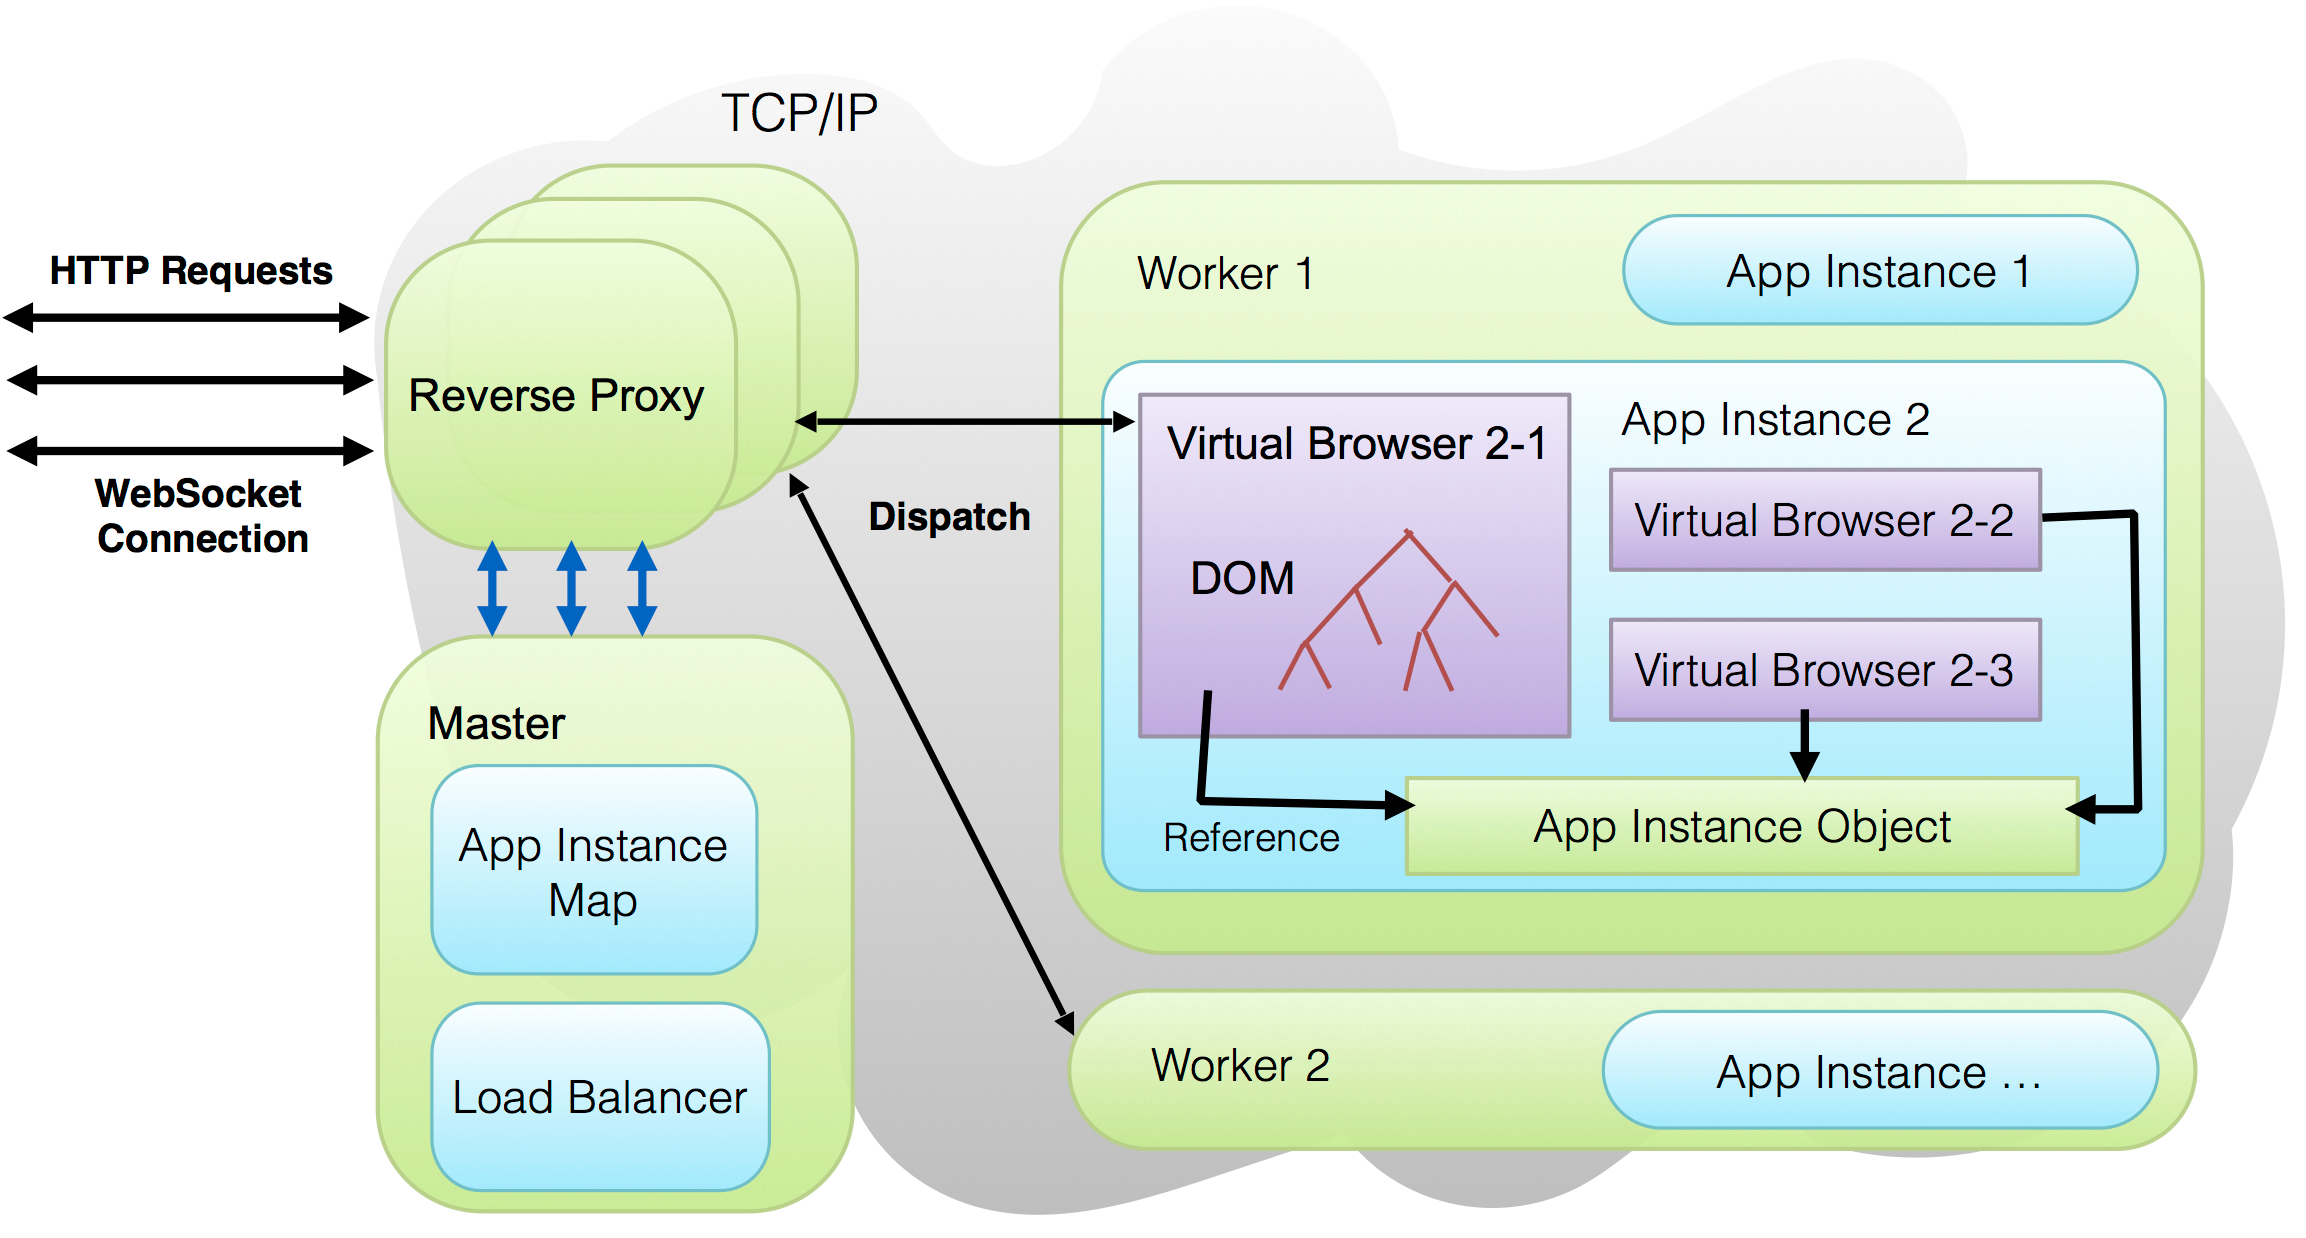 TCP/IP
HTTP Requests
WebSocket
Connection
Reverse Proxy
Dispatch
Master
App Instance
Map
Load Balancer
Worker 1
App Instance 1
App Instance 2
Virtual Browser 2-1
DOM
Virtual Browser 2-2
Virtual Browser 2-3
Reference
App Instance Object
Worker 2
App Instance ...